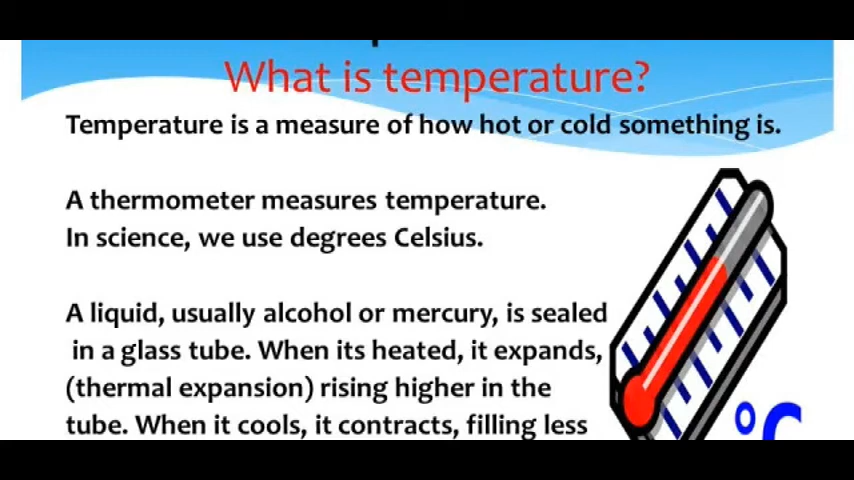 What is temperature?
Temperature is a measure of how hot or cold something is.
A thermometer measures temperature.
In science, we use degrees Celsius.
A liquid, usually alcohol or mercury, is sealed
in a glass tube. When its heated, it expands,
(thermal expansion) rising higher in the
tube. When it cools, it contracts, filling less
°C